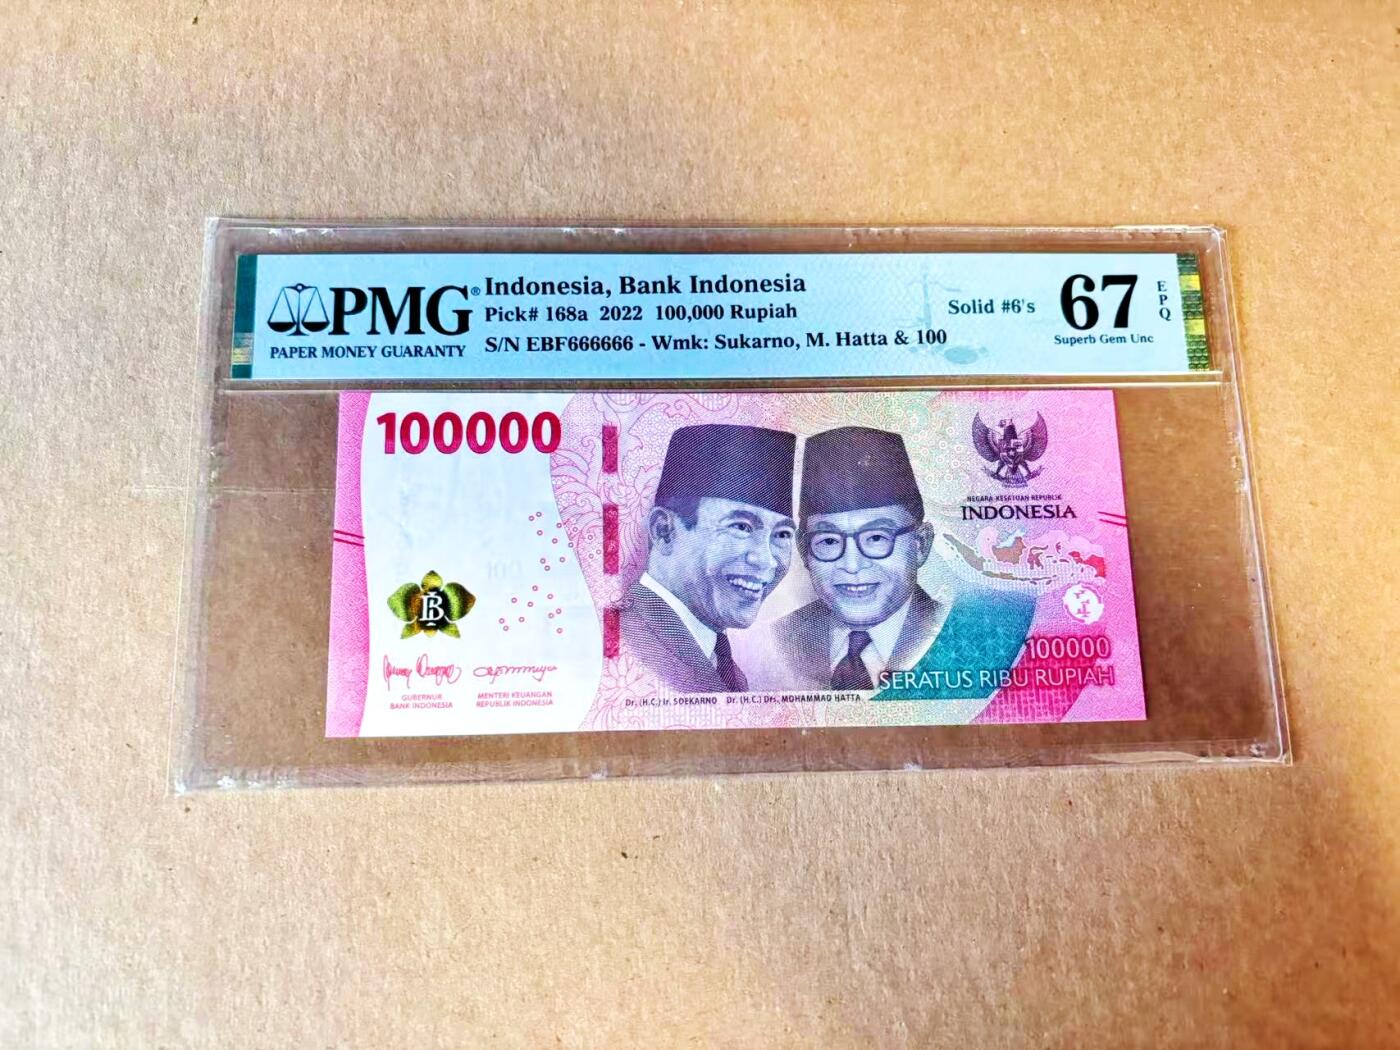 PMG®
PAPER MONEY GUARANTY
Indonesia, Bank Indonesia
Pick# 168a 2022 100,000 Rupiah
S/N EBF666666 - Wmk: Sukarno, M. Hatta & 100
Solid #6's
67
EPQ
Superb Gem Unc
100000
NEGARA KESATUAN REPUBLIK
INDONESIA
GUBERNUR
BANK INDONESIA
MENTERI KEUANGAN
REPUBLIK INDONESIA
Dr. (H.C.) Ir. SOEKARNO
Dr. (H.C.) Drs. MOHAMMAD HATTA
100000
SERATUS RIBU RUPIAH